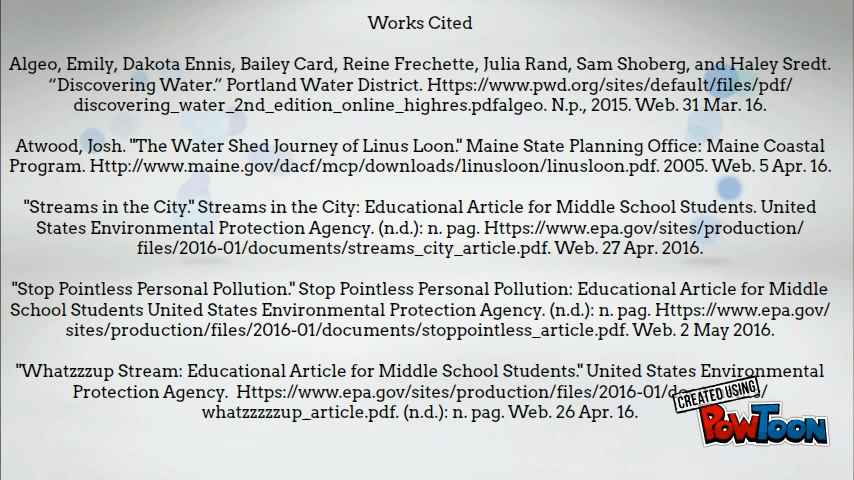 Works Cited
Algeo, Emily, Dakota Ennis, Bailey Card, Reine Frechette, Julia Rand, Sam Shoberg, and Haley Sredt.
“Discovering Water.” Portland Water District. Https://www.pwd.org/sites/default/files/pdf/
discovering_water_2nd_edition_online_highres.pdfalgeo. N.p., 2015. Web. 31 Mar. 16.
Atwood, Josh. "The Water Shed Journey of Linus Loon." Maine State Planning Office: Maine Coastal
Program. Http://www.maine.gov/dacf/mcp/downloads/linusloon/linusloon.pdf. 2005. Web. 5 Apr. 16.
"Streams in the City." Streams in the City: Educational Article for Middle School Students. United
States Environmental Protection Agency. (n.d.): n. pag. Https://www.epa.gov/sites/production/
files/2016-01/documents/streams_city_article.pdf. Web. 27 Apr. 2016.
"Stop Pointless Personal Pollution." Stop Pointless Personal Pollution: Educational Article for Middle
School Students United States Environmental Protection Agency. (n.d.): n. pag. Https://www.epa.gov/
sites/production/files/2016-01/documents/stoppointless_article.pdf. Web. 2 May 2016.
"Whatzzzup Stream: Educational Article for Middle School Students." United States Environmental
Protection Agency. Https://www.epa.gov/sites/production/files/2016-01/do
whatzzzzzup_article.pdf. (n.d.): n. pag. Web. 26 Apr. 16.
CREATED USING
POWTOON